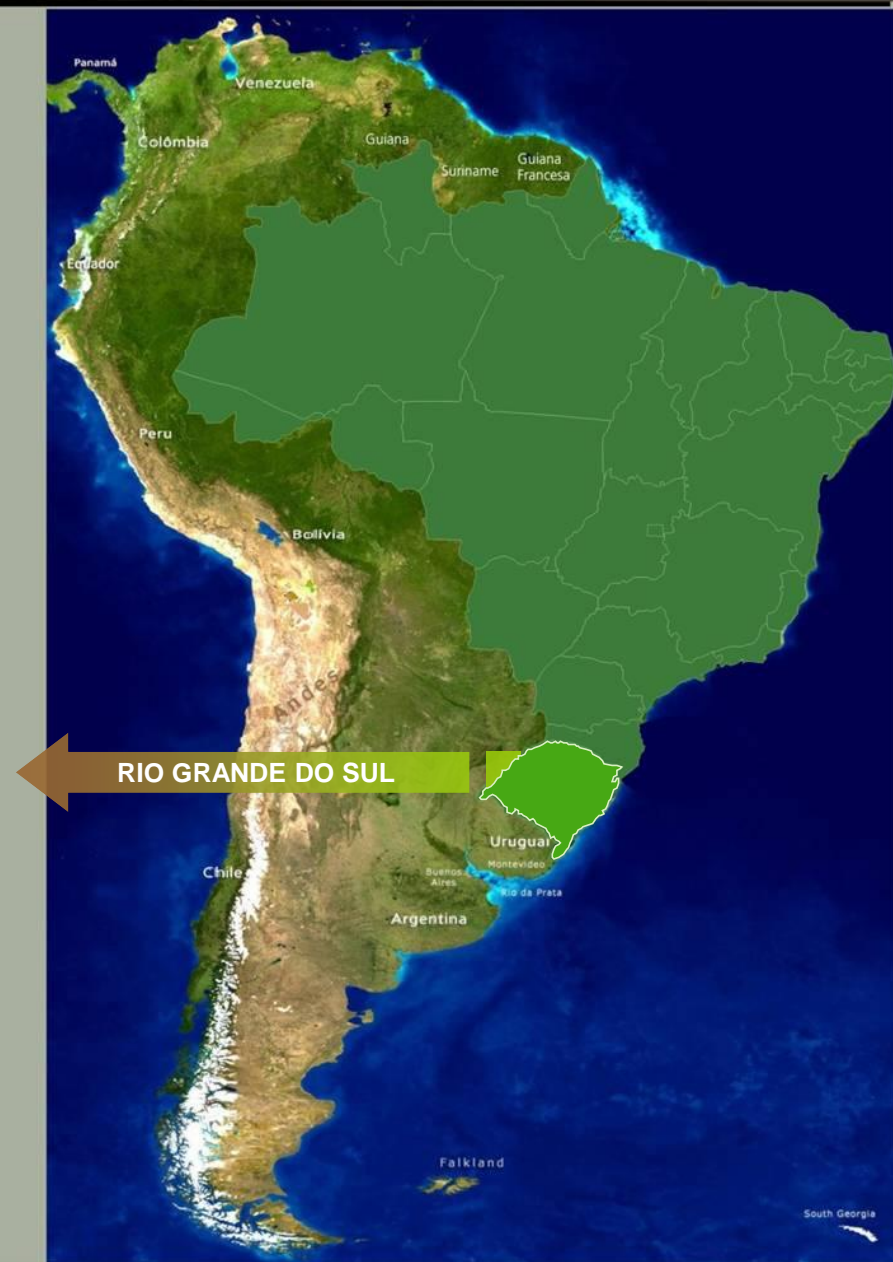 Panamá
Venezuela
Colômbia
Guiana
Suriname
Guiana
Francesa
Equador
Peru
Bolívia
Andes
RIO GRANDE DO SUL
Uruguai
Montevideo
Chile
Buenos
Aires
Rio da Prata
Argentina
Falkland
South Georgia